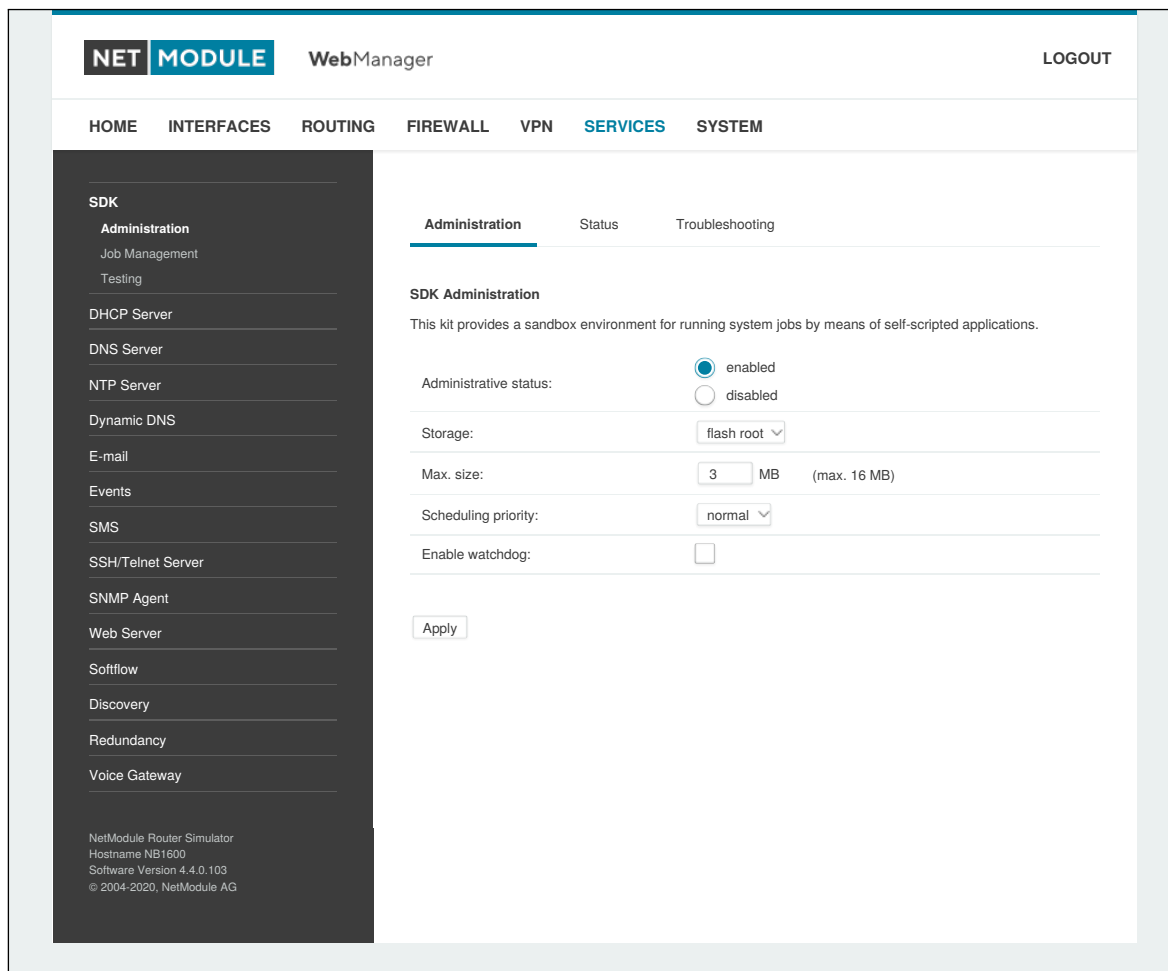 NET MODULE WebManager LOGOUT
HOME INTERFACES ROUTING FIREWALL VPN SERVICES SYSTEM
SDK
Administration
Job Management
Testing
DHCP Server
DNS Server
NTP Server
Dynamic DNS
E-mail
Events
SMS
SSH/Telnet Server
SNMP Agent
Web Server
Softflow
Discovery
Redundancy
Voice Gateway
NetModule Router Simulator
Hostname NB1600
Software Version 4.4.0.103
© 2004-2020, NetModule AG
Administration Status Troubleshooting
SDK Administration
This kit provides a sandbox environment for running system jobs by means of self-scripted applications.
Administrative status:
enabled
disabled
Storage: flash root
Max. size: 3 MB (max. 16 MB)
Scheduling priority: normal
Enable watchdog:
Apply